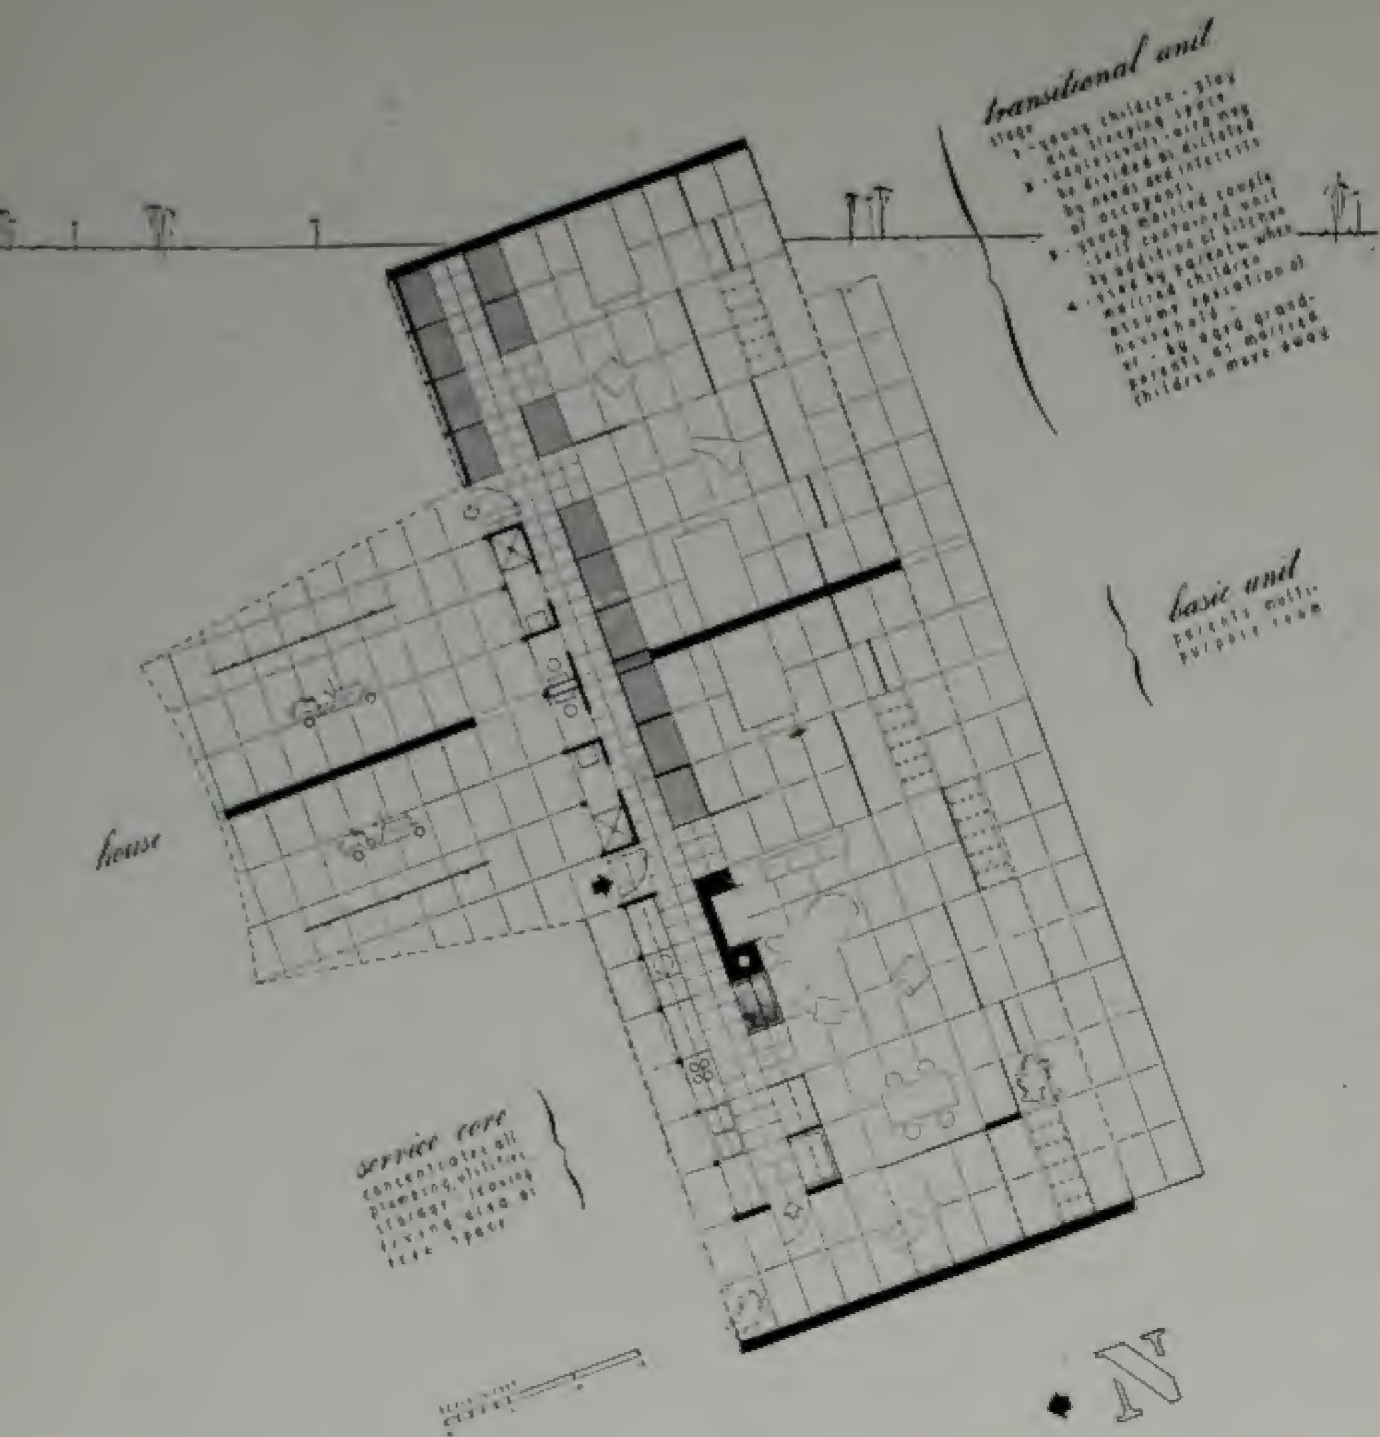 transitional unit
stage
1 - young children - play
and sleeping space
2 - adolescents - area may
be divided as dictated
by needs and interests
of occupants
3 - young married couple
- self contained unit
by addition of kitchen
4 - used by parents when
married children
assume operation of
household -
or - by aged grand-
parents as married
children move away
basic unit
parents multi-
purpose room
house
service core
concentrates all
plumbing, utilities
storage leaving
living area as
free space
N